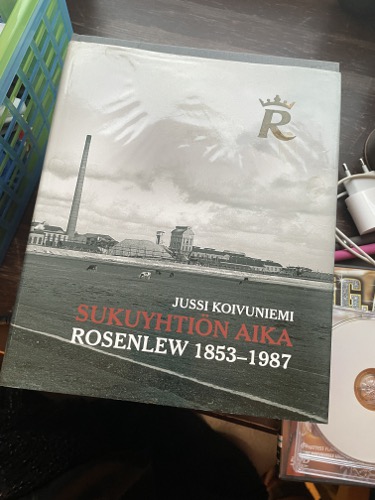 R
JUSSI KOIVUNIEMI
SUKUYHTIÖN AIKA
ROSENLEW 1853–1987
G